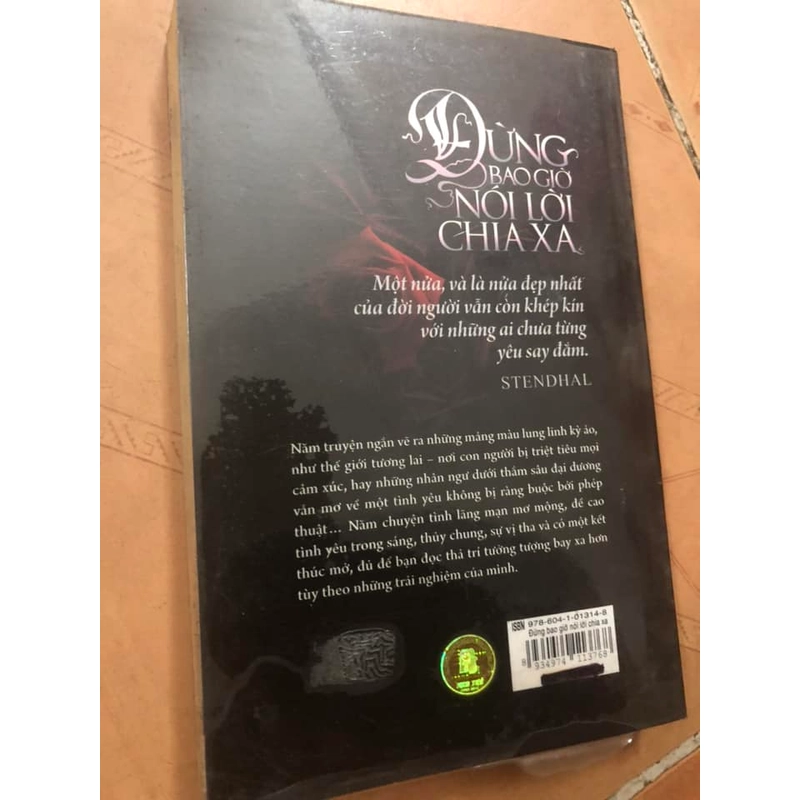 ĐỪNG
BAO GIỜ
NÓI LỜI
CHIA XA
Một nửa, và là nửa đẹp nhất
của đời người vẫn còn khép kín
với những ai chưa từng
yêu say đắm.
STENDHAL
Năm truyện ngắn vẽ ra những mảng màu lung linh kỳ ảo,
như thế giới tương lai – nơi con người bị triệt tiêu mọi
cảm xúc, hay những nhân ngư dưới thẳm sâu đại dương
vẫn mơ về một tình yêu không bị ràng buộc bởi phép
thuật... Năm chuyện tình lãng mạn mơ mộng, đề cao
tình yêu trong sáng, thủy chung, sự vị tha và có một kết
thúc mở, đủ để bạn đọc thả trí tưởng tượng bay xa hơn
tùy theo những trải nghiệm của mình.
ISBN 978-604-1-01314-8
Đừng bao giờ nói lời chia xa
8 934974 113768